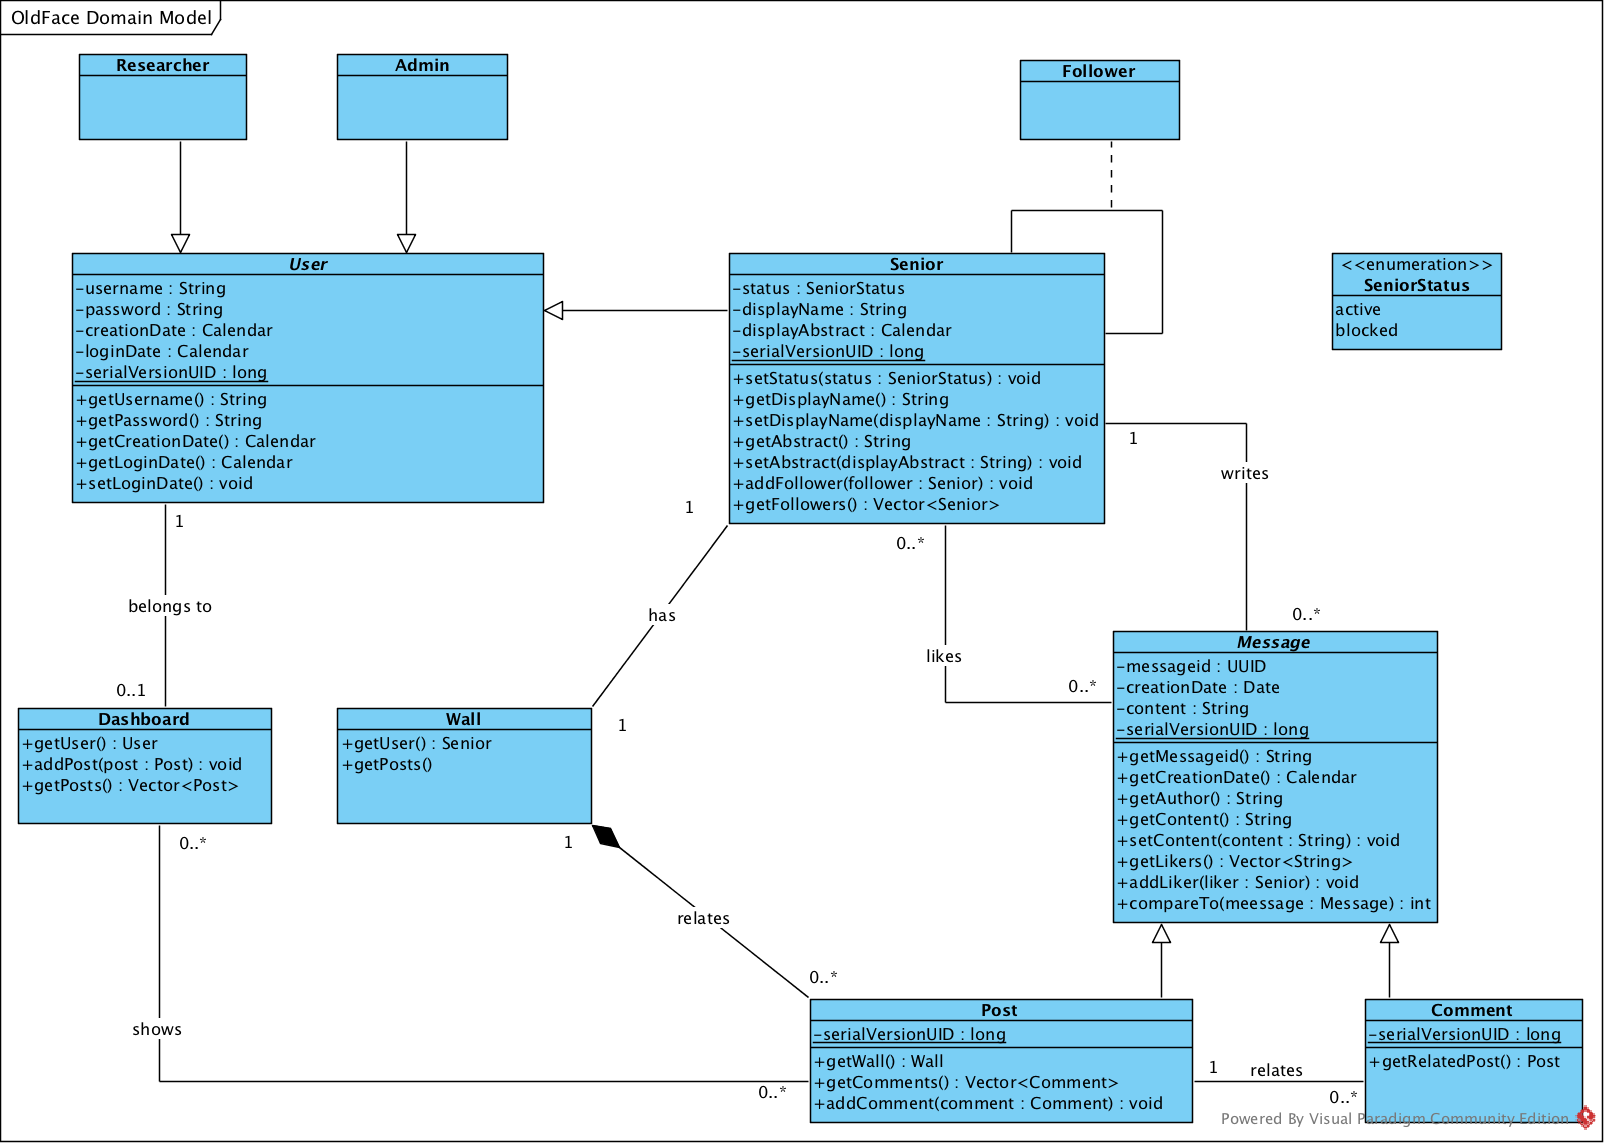 OldFace Domain Model
Researcher
Admin
Follower
User
-username : String
-password : String
-creationDate : Calendar
-loginDate : Calendar
-serialVersionUID : long
+getUsername() : String
+getPassword() : String
+getCreationDate() : Calendar
+getLoginDate() : Calendar
+setLoginDate() : void
Senior
-status : SeniorStatus
-displayName : String
-displayAbstract : Calendar
-serialVersionUID : long
+setStatus(status : SeniorStatus) : void
+getDisplayName() : String
+setDisplayName(displayName : String) : void
+getAbstract() : String
+setAbstract(displayAbstract : String) : void
+addFollower(follower : Senior) : void
+getFollowers() : Vector<Senior>
<<enumeration>>
SeniorStatus
active
blocked
1
writes
0..*
1
belongs to
0..1
1
has
1
0..*
likes
0..*
Message
-messageid : UUID
-creationDate : Date
-content : String
-serialVersionUID : long
+getMessageid() : String
+getCreationDate() : Calendar
+getAuthor() : String
+getContent() : String
+setContent(content : String) : void
+getLikers() : Vector<String>
+addLiker(liker : Senior) : void
+compareTo(meessage : Message) : int
Dashboard
+getUser() : User
+addPost(post : Post) : void
+getPosts() : Vector<Post>
Wall
+getUser() : Senior
+getPosts()
0..*
shows
0..*
1
relates
0..*
Post
-serialVersionUID : long
+getWall() : Wall
+getComments() : Vector<Comment>
+addComment(comment : Comment) : void
1
relates
0..*
Comment
-serialVersionUID : long
+getRelatedPost() : Post
Powered By Visual Paradigm Community Edition